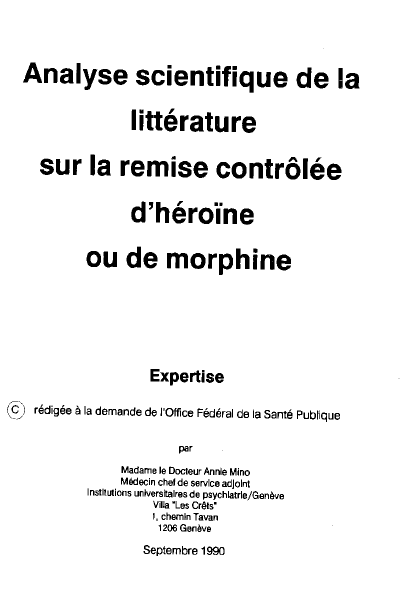 Analyse scientifique de la
littérature
sur la remise contrôlée
d'héroïne
ou de morphine
Expertise
© rédigée à la demande de l'Office Fédéral de la Santé Publique
par
Madame le Docteur Annie Mino
Médecin chef de service adjoint
Institutions universitaires de psychiatrie/Genève
Villa "Les Crêts"
1, chemin Tavan
1206 Genève
Septembre 1990